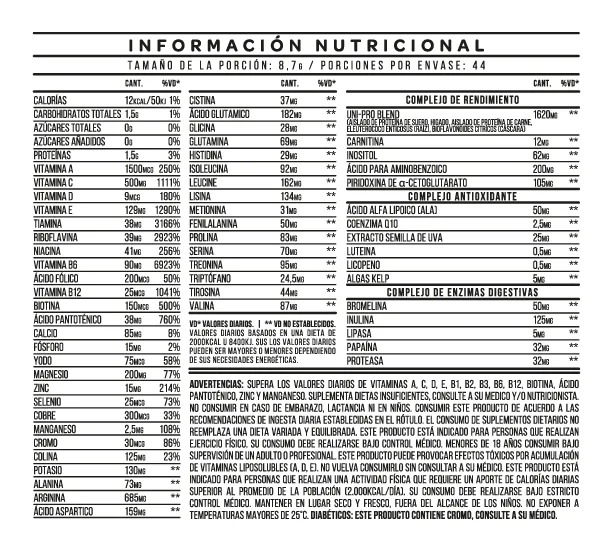 INFORMACIÓN NUTRICIONAL
TAMAÑO DE LA PORCIÓN: 8,7G / PORCIONES POR ENVASE: 44
CANT. %VD*
CALORÍAS 12KCAL/50KJ 1%
CARBOHIDRATOS TOTALES 1,5G 1%
AZÚCARES TOTALES 0G 0%
AZÚCARES AÑADIDOS 0G 0%
PROTEÍNAS 1,5G 3%
VITAMINA A 1500MCG 250%
VITAMINA C 500MG 1111%
VITAMINA D 9MCG 180%
VITAMINA E 129MG 1290%
TIAMINA 38MG 3166%
RIBOFLAVINA 39MG 2923%
NIACINA 41MG 256%
VITAMINA B6 90MG 6923%
ÁCIDO FÓLICO 200MCG 50%
VITAMINA B12 25MCG 1041%
BIOTINA 150MCG 500%
ÁCIDO PANTOTÉNICO 38MG 760%
CALCIO 85MG 8%
FÓSFORO 15MG 2%
YODO 75MCG 58%
MAGNESIO 200MG 77%
ZINC 15MG 214%
SELENIO 25MCG 73%
COBRE 300MCG 33%
MANGANESO 2,5MG 108%
CROMO 30MCG 86%
COLINA 125MG 23%
POTASIO 130MG **
ALANINA 73MG **
ARGININA 685MG **
ÁCIDO ASPARTICO 159MG **
CANT. %VD*
CISTINA 37MG **
ÁCIDO GLUTAMICO 182MG **
GLICINA 28MG **
GLUTAMINA 69MG **
HISTIDINA 29MG **
ISOLEUCINA 92MG **
LEUCINE 162MG **
LISINA 134MG **
METIONINA 31MG **
FENILALANINA 50MG **
PROLINA 83MG **
SERINA 70MG **
TREONINA 95MG **
TRIPTÓFANO 24,5MG **
TIROSINA 44MG **
VALINA 87MG **
VD* VALORES DIARIOS. | ** VD NO ESTABLECIDOS.
VALORES DIARIOS BASADOS EN UNA DIETA DE
2000KCAL U 8400KJ. SUS LOS VALORES DIARIOS
PUEDEN SER MAYORES O MENORES DEPENDIENDO
DE SUS NECESIDADES ENERGÉTICAS.
CANT. %VD*
COMPLEJO DE RENDIMIENTO
UNI-PRO BLEND 1620MG **
(AISLADO DE PROTEÍNA DE SUERO, HIGADO, AISLADO DE PROTEÍNA DE CARNE,
ELEUTEROCOCO ENTICOSUS (RAÍZ), BIOFLAVONOIDES CÍTRICOS (CÁSCARA)
CARNITINA 12MG **
INOSITOL 62MG **
ÁCIDO PARA AMINOBENZOICO 200MG **
PIRIDOXINA DE α-CETOGLUTARATO 105MG **
COMPLEJO ANTIOXIDANTE
ÁCIDO ALFA LIPOICO (ALA) 50MG **
COENZIMA Q10 2,5MG **
EXTRACTO SEMILLA DE UVA 25MG **
LUTEINA 0,5MG **
LICOPENO 0,5MG **
ALGAS KELP 5MG **
COMPLEJO DE ENZIMAS DIGESTIVAS
BROMELINA 50MG **
INULINA 125MG **
LIPASA 5MG **
PAPAÍNA 32MG **
PROTEASA 32MG **
ADVERTENCIAS: SUPERA LOS VALORES DIARIOS DE VITAMINAS A, C, D, E, B1, B2, B3, B6, B12, BIOTINA, ÁCIDO
PANTOTÉNICO, ZINC Y MANGANESO. SUPLEMENTA DIETAS INSUFICIENTES, CONSULTE A SU MEDICO Y/O NUTRICIONISTA.
NO CONSUMIR EN CASO DE EMBARAZO, LACTANCIA NI EN NIÑOS. CONSUMIR ESTE PRODUCTO DE ACUERDO A LAS
RECOMENDACIONES DE INGESTA DIARIA ESTABLECIDAS EN EL RÓTULO. EL CONSUMO DE SUPLEMENTOS DIETARIOS NO
REEMPLAZA UNA DIETA VARIADA Y EQUILIBRADA. ESTE PRODUCTO ESTÁ INDICADO PARA PERSONAS QUE REALIZAN
EJERCICIO FÍSICO. SU CONSUMO DEBE REALIZARSE BAJO CONTROL MÉDICO. MENORES DE 18 AÑOS CONSUMIR BAJO
SUPERVISIÓN DE UN ADULTO O PROFESIONAL. ESTE PRODUCTO PUEDE PROVOCAR EFECTOS TÓXICOS POR ACUMULACIÓN
DE VITAMINAS LIPOSOLUBLES (A, D, E). NO VUELVA CONSUMIRLO SIN CONSULTAR A SU MÉDICO. ESTE PRODUCTO ESTÁ
INDICADO PARA PERSONAS QUE REALIZAN UNA ACTIVIDAD FÍSICA QUE REQUIERE UN APORTE DE CALORÍAS DIARIAS
SUPERIOR AL PROMEDIO DE LA POBLACIÓN (2.000KCAL/DÍA). SU CONSUMO DEBE REALIZARSE BAJO ESTRICTO
CONTROL MÉDICO. MANTENER EN LUGAR SECO Y FRESCO, FUERA DEL ALCANCE DE LOS NIÑOS. NO EXPONER A
TEMPERATURAS MAYORES DE 25°C. DIABÉTICOS: ESTE PRODUCTO CONTIENE CROMO, CONSULTE A SU MÉDICO.